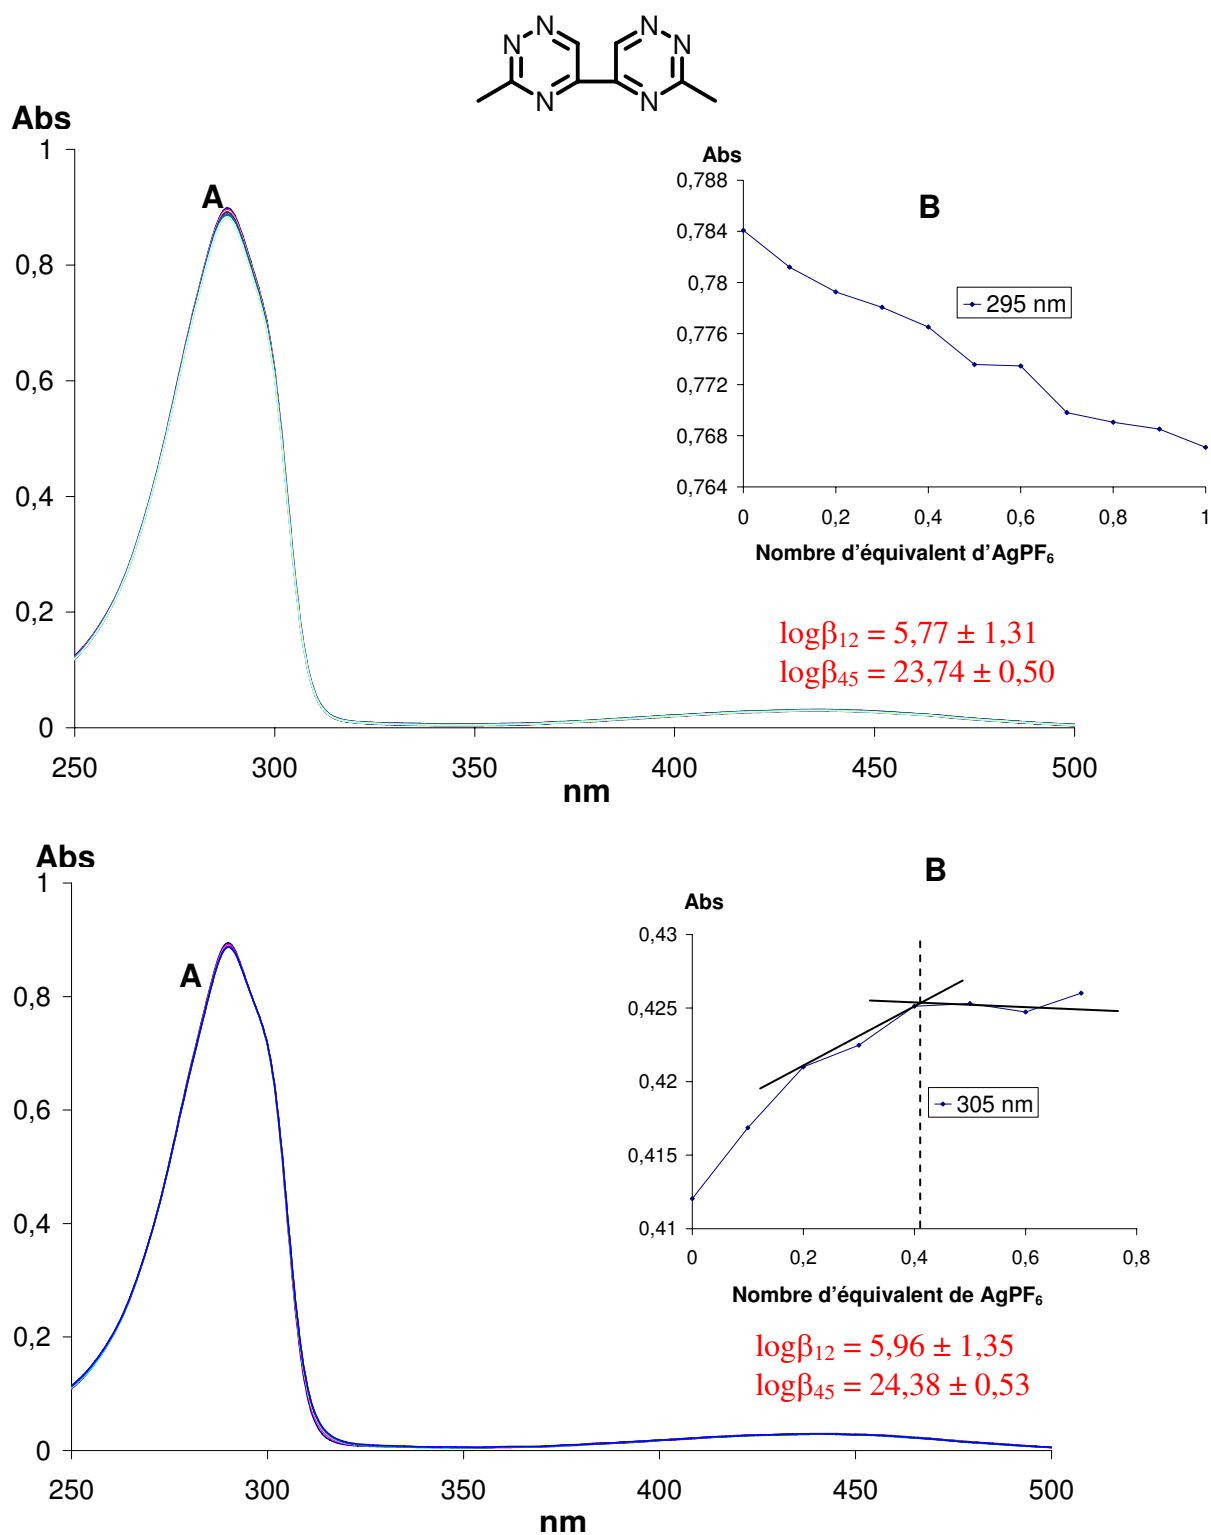 N N N N
N N
Abs
1
0,8
0,6
0,4
0,2
0
A
250 300 350 400 450 500
nm
Abs
B
0,788
0,784
0,78
0,776
0,772
0,768
0,764
295 nm
0 0,2 0,4 0,6 0,8 1
Nombre d'équivalent d'AgPF₆
logβ₁₂ = 5,77 ± 1,31
logβ₄₅ = 23,74 ± 0,50
Abs
1
0,8
0,6
0,4
0,2
0
A
250 300 350 400 450 500
nm
B
Abs
0,43
0,425
0,42
0,415
0,41
305 nm
0 0,2 0,4 0,6 0,8
Nombre d'équivalent de AgPF₆
logβ₁₂ = 5,96 ± 1,35
logβ₄₅ = 24,38 ± 0,53